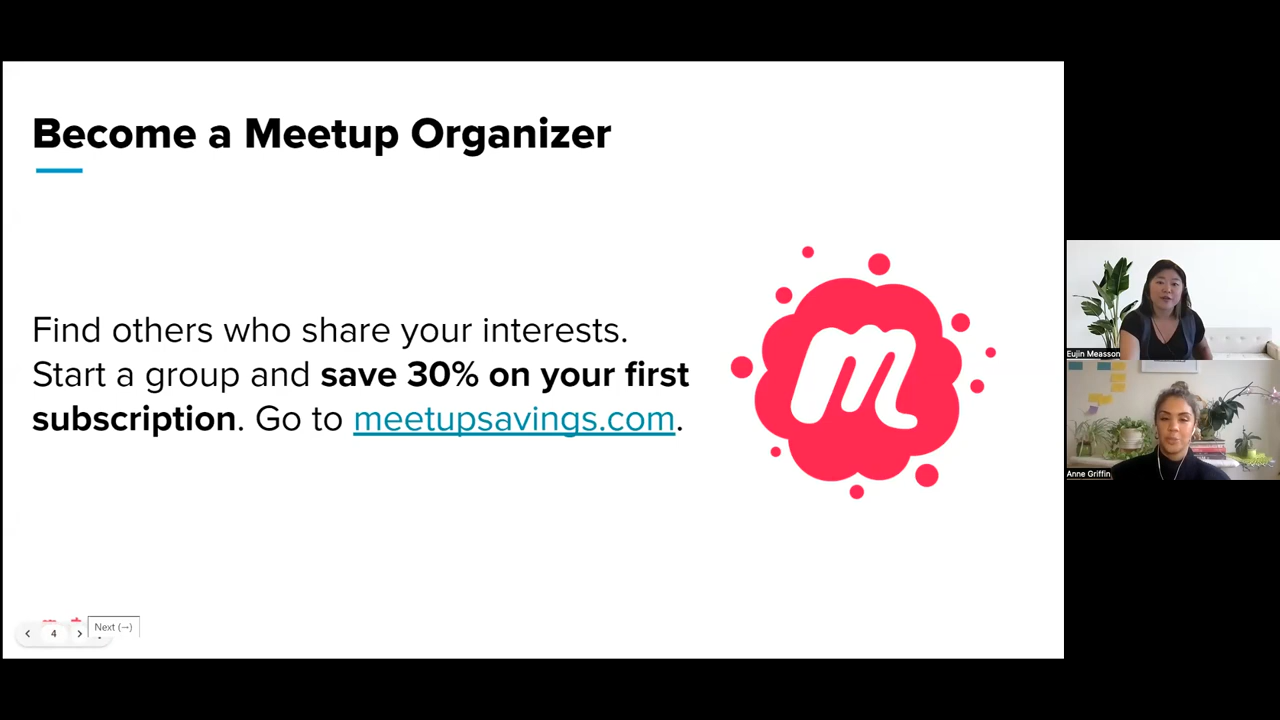 Become a Meetup Organizer
Find others who share your interests.
Start a group and save 30% on your first
subscription. Go to meetupsavings.com.
4
Next (→)
Eujin Measson
Anne Griffin